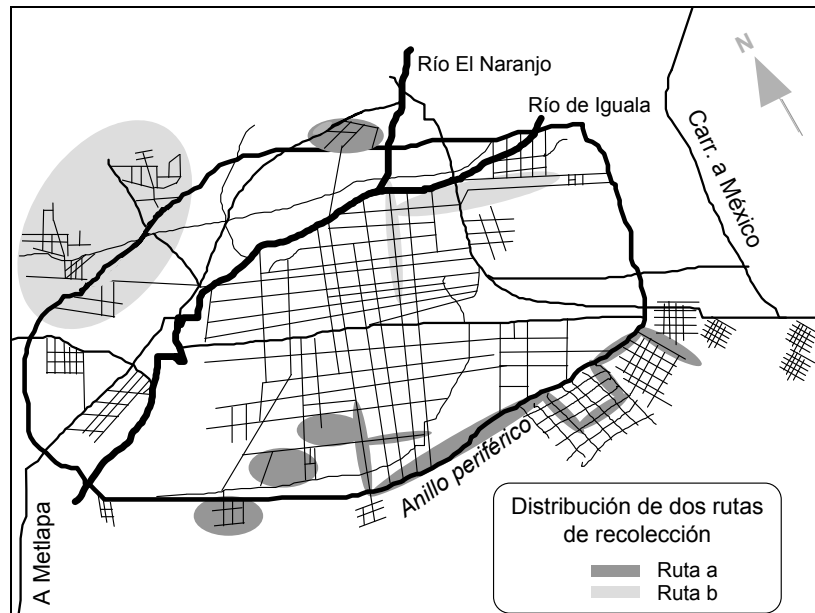 Río El Naranjo
Río de Iguala
N
Carr. a México
Anillo periférico
A Metlapa
Distribución de dos rutas
de recolección
Ruta a
Ruta b